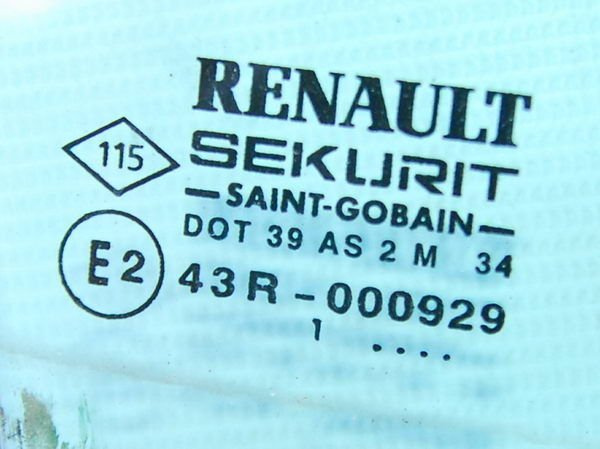 RENAULT
115
SEKURIT
—SAINT-GOBAIN—
DOT 39 AS 2 M 34
E2
43R-000929
1 ....